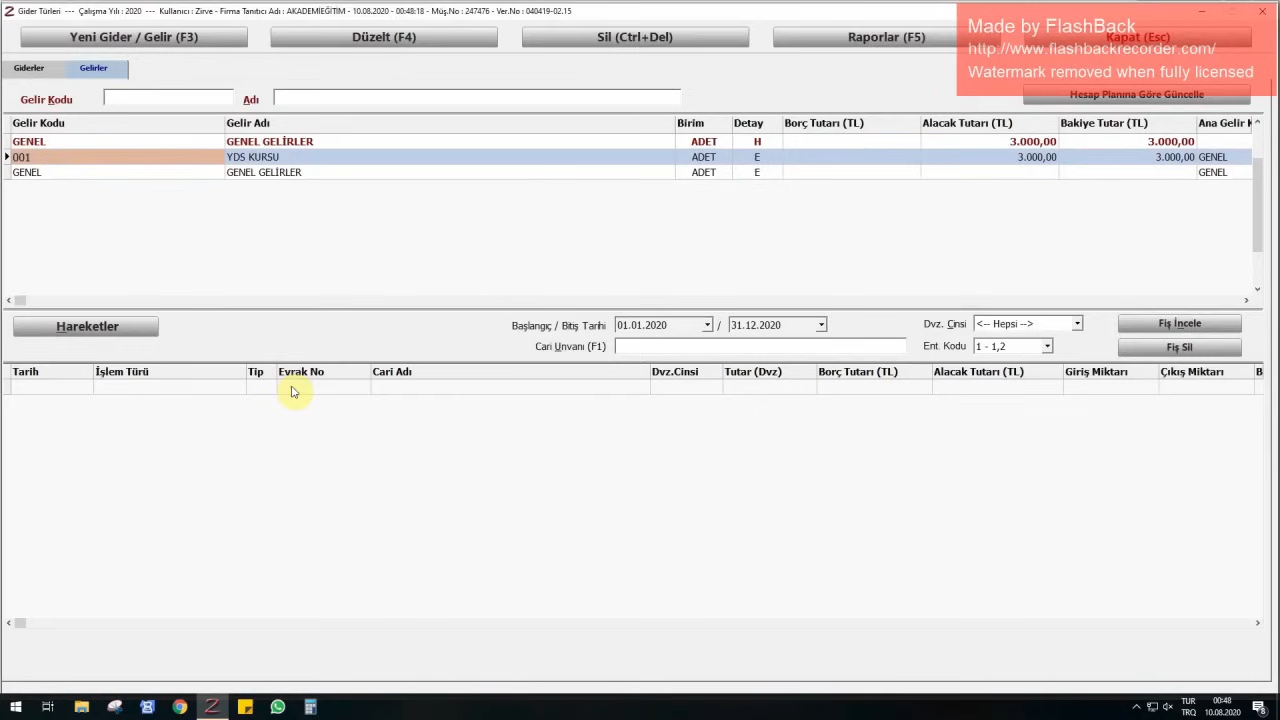 Gider Türleri --- Çalışma Yılı : 2020 --- Kullanıcı : Zirve - Firma Tanıtıcı Adı : AKADEMİEĞİTİM - 10.08.2020 - 00:48:18 - Müş.No : 247476 - Ver.No : 040419-02.15
Yeni Gider / Gelir (F3) Düzelt (F4) Sil (Ctrl+Del) Raporlar (F5) Kapat (Esc)
Made by FlashBack
http://www.flashbackrecorder.com/
Watermark removed when fully licensed
Giderler Gelirler
Gelir Kodu Adı Hesap Planına Göre Güncelle
Gelir Kodu Gelir Adı Birim Detay Borç Tutarı (TL) Alacak Tutarı (TL) Bakiye Tutar (TL) Ana Gelir K
GENEL GENEL GELİRLER ADET H 3.000,00 3.000,00
001 YDS KURSU ADET E 3.000,00 3.000,00 GENEL
GENEL GENEL GELİRLER ADET E GENEL
Hareketler Başlangıç / Bitiş Tarihi 01.01.2020 / 31.12.2020 Dvz. Cinsi <-- Hepsi --> Fiş İncele
Cari Unvanı (F1) Ent. Kodu 1 - 1,2 Fiş Sil
Tarih İşlem Türü Tip Evrak No Cari Adı Dvz.Cinsi Tutar (Dvz) Borç Tutarı (TL) Alacak Tutarı (TL) Giriş Miktarı Çıkış Miktarı B
TUR 00:48
TRQ 10.08.2020 8